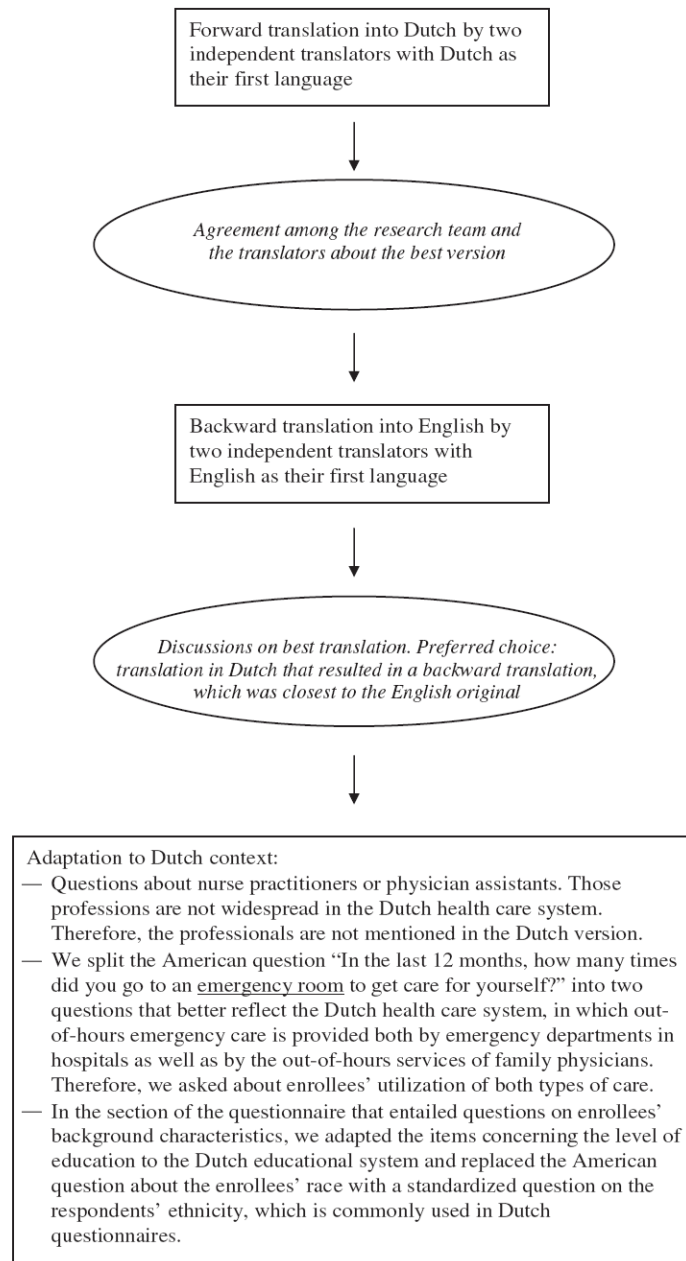 Forward translation into Dutch by two
independent translators with Dutch as
their first language
Agreement among the research team and
the translators about the best version
Backward translation into English by
two independent translators with
English as their first language
Discussions on best translation. Preferred choice:
translation in Dutch that resulted in a backward translation,
which was closest to the English original
Adaptation to Dutch context:
— Questions about nurse practitioners or physician assistants. Those
professions are not widespread in the Dutch health care system.
Therefore, the professionals are not mentioned in the Dutch version.
— We split the American question “In the last 12 months, how many times
did you go to an emergency room to get care for yourself?” into two
questions that better reflect the Dutch health care system, in which out-
of-hours emergency care is provided both by emergency departments in
hospitals as well as by the out-of-hours services of family physicians.
Therefore, we asked about enrollees’ utilization of both types of care.
— In the section of the questionnaire that entailed questions on enrollees’
background characteristics, we adapted the items concerning the level of
education to the Dutch educational system and replaced the American
question about the enrollees’ race with a standardized question on the
respondents’ ethnicity, which is commonly used in Dutch
questionnaires.